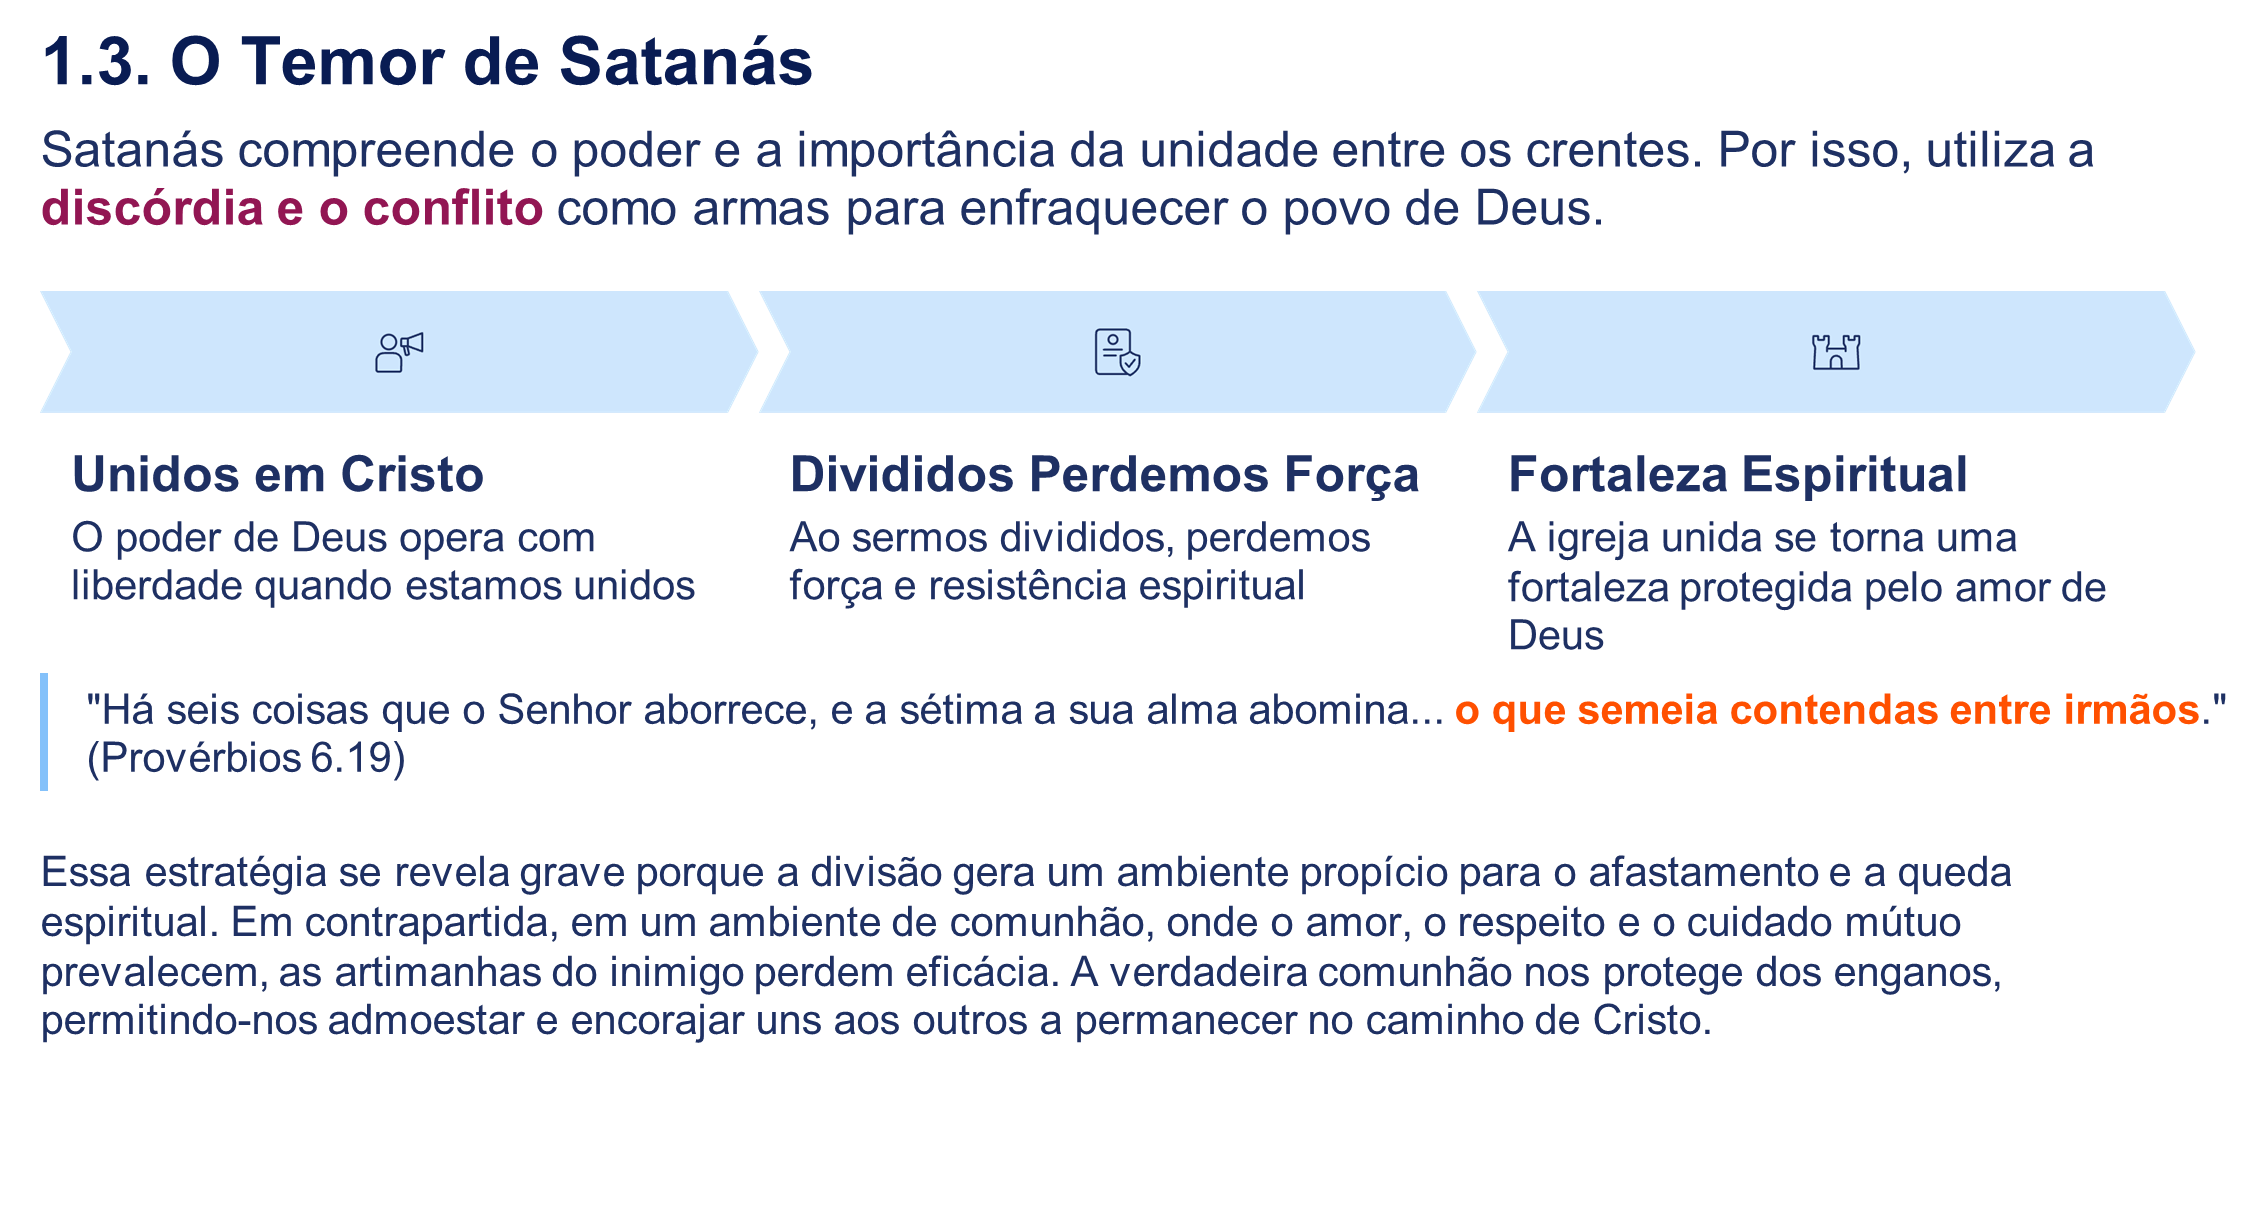 1.3. O Temor de Satanás
Satanás compreende o poder e a importância da unidade entre os crentes. Por isso, utiliza a
discórdia e o conflito como armas para enfraquecer o povo de Deus.
Unidos em Cristo
O poder de Deus opera com
liberdade quando estamos unidos
Divididos Perdemos Força
Ao sermos divididos, perdemos
força e resistência espiritual
Fortaleza Espiritual
A igreja unida se torna uma
fortaleza protegida pelo amor de
Deus
"Há seis coisas que o Senhor aborrece, e a sétima a sua alma abomina... o que semeia contendas entre irmãos."
(Provérbios 6.19)
Essa estratégia se revela grave porque a divisão gera um ambiente propício para o afastamento e a queda
espiritual. Em contrapartida, em um ambiente de comunhão, onde o amor, o respeito e o cuidado mútuo
prevalecem, as artimanhas do inimigo perdem eficácia. A verdadeira comunhão nos protege dos enganos,
permitindo-nos admoestar e encorajar uns aos outros a permanecer no caminho de Cristo.